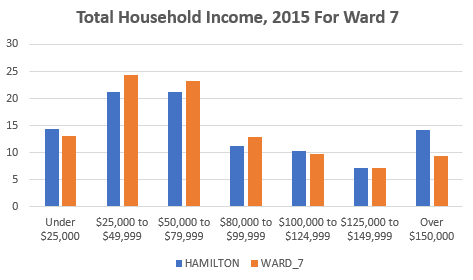 Total Household Income, 2015 For Ward 7
30
25
20
15
10
5
0
Under $25,000
$25,000 to $49,999
$50,000 to $79,999
$80,000 to $99,999
$100,000 to $124,999
$125,000 to $149,999
Over $150,000
HAMILTON
WARD_7